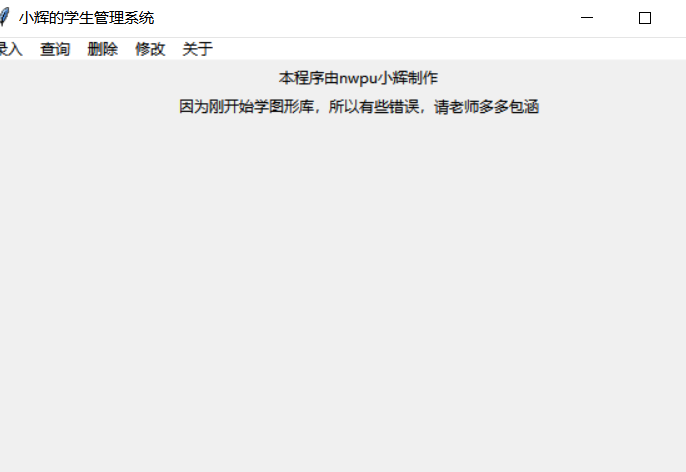 小辉的学生管理系统
录入 查询 删除 修改 关于
本程序由nwpu小辉制作
因为刚开始学图形库，所以有些错误，请老师多多包涵